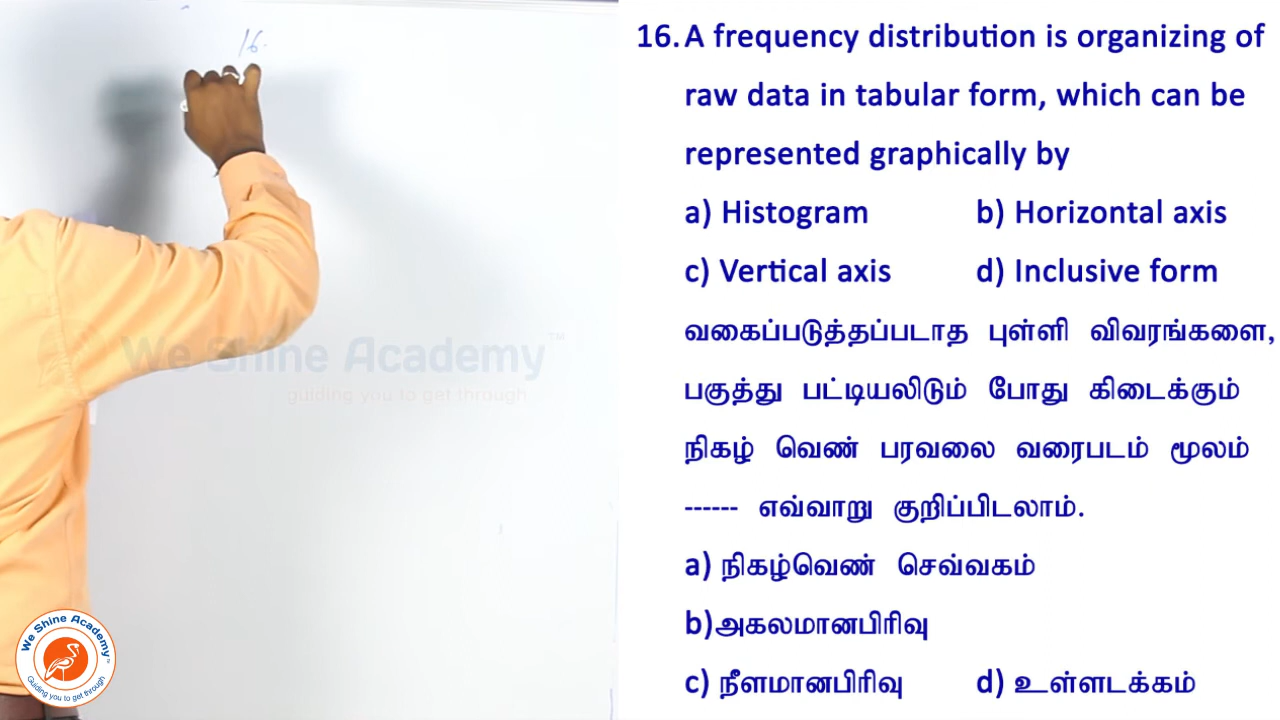 16.
16. A frequency distribution is organizing of
raw data in tabular form, which can be
represented graphically by
a) Histogram b) Horizontal axis
c) Vertical axis d) Inclusive form
வகைப்படுத்தப்படாத புள்ளி விவரங்களை,
பகுத்து பட்டியலிடும் போது கிடைக்கும்
நிகழ் வெண் பரவலை வரைபடம் மூலம்
------ எவ்வாறு குறிப்பிடலாம்.
a) நிகழ்வெண் செவ்வகம்
b)அகலமானபிரிவு
c) நீளமானபிரிவு d) உள்ளடக்கம்
We Shine Academy™
guiding you to get through
We Shine Academy
Guiding you to get through